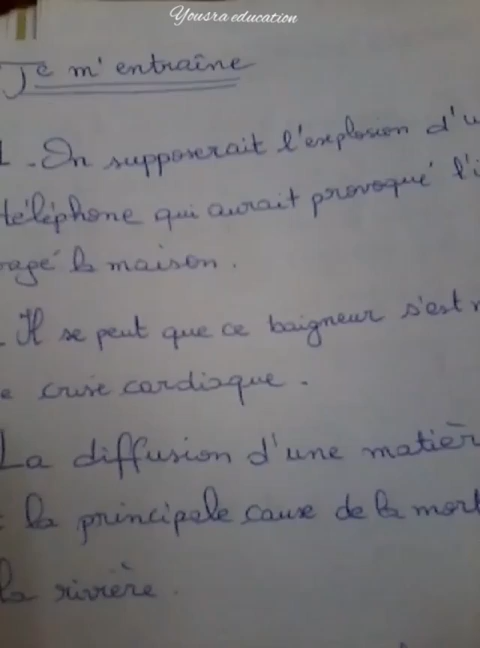 Yousra education
Je m'entraîne
1. On supposerait l'explosion d'u
téléphone qui aurait provoqué l'i
ragé la maison.
. Il se peut que ce baigneur s'est n
e crise cardiaque.
La diffusion d'une matièr
la principale cause de la mort
la rivière.